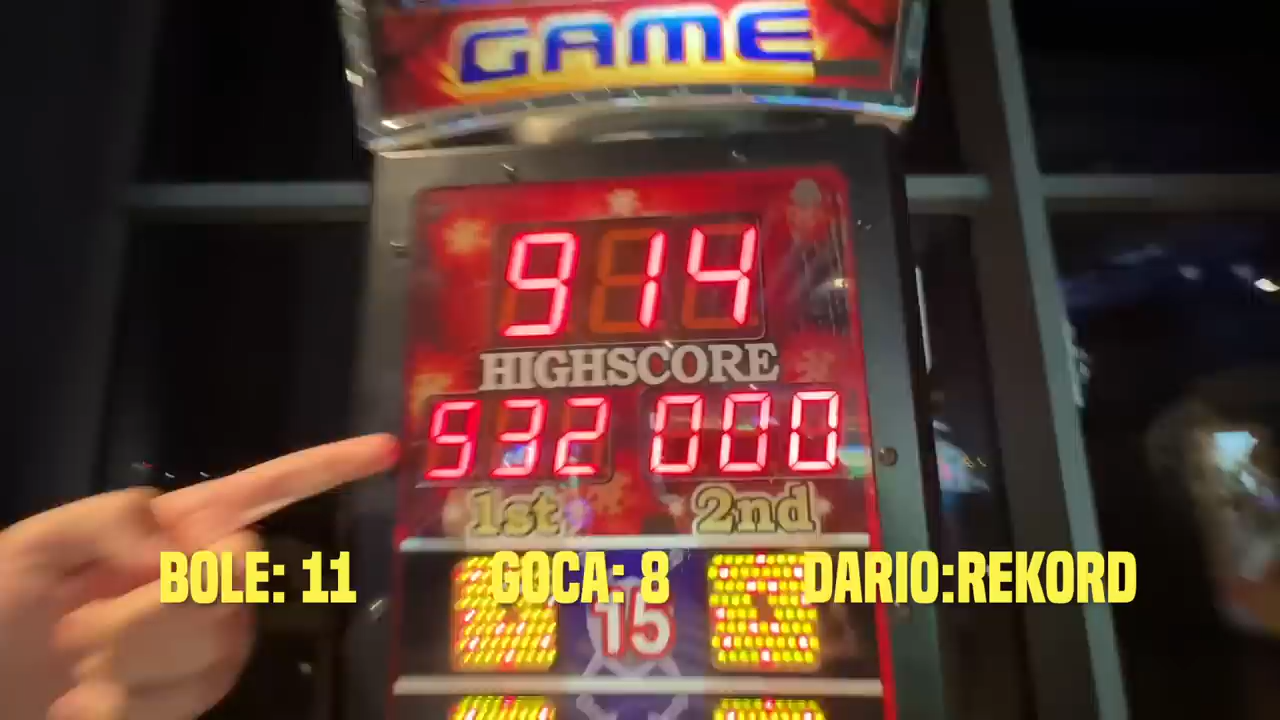 GAME
914
HIGHSCORE
932 000
1st 2nd
BOLE: 11 GOCA: 8 DARIO:REKORD
15